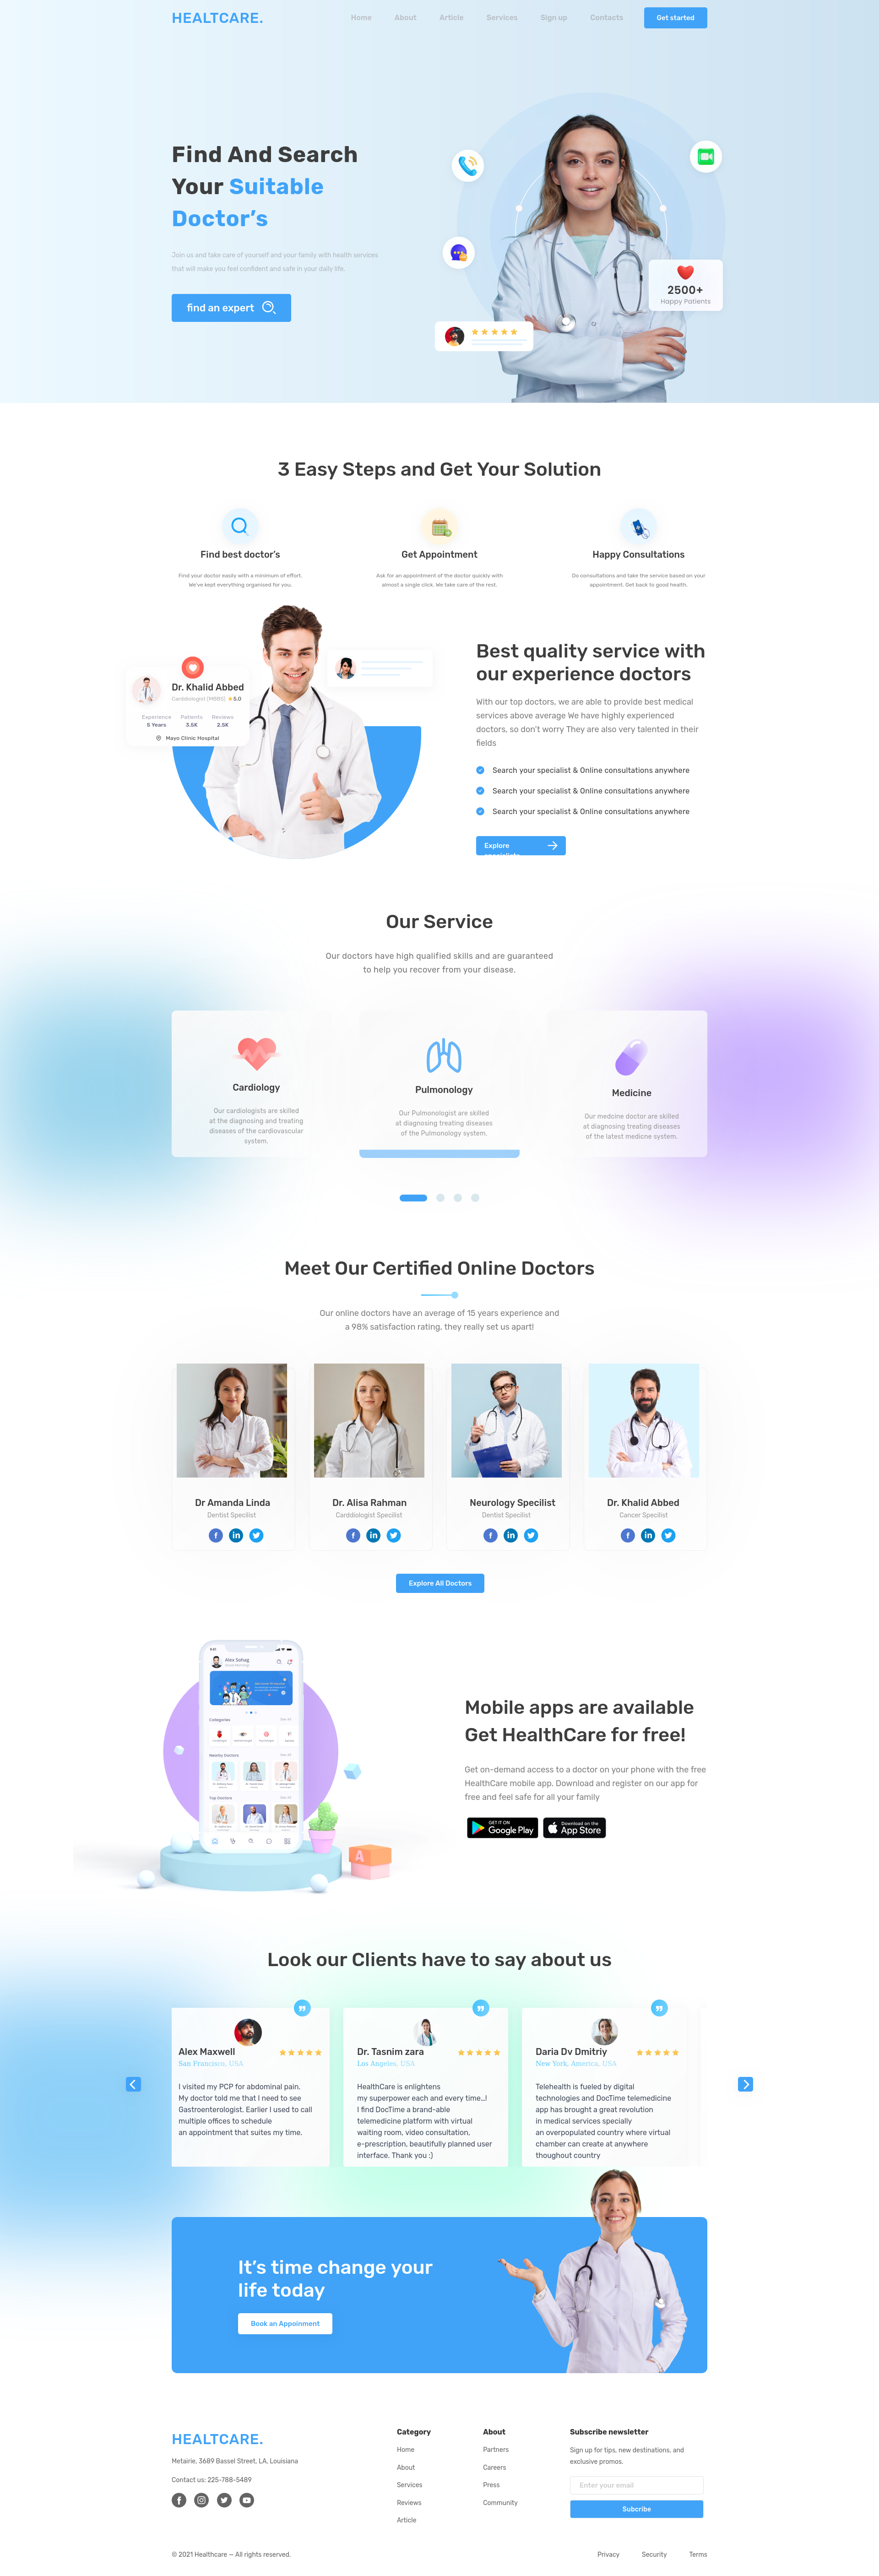 HEALTCARE.
Home About Article Services Sign up Contacts Get started
Find And Search
Your Suitable
Doctor's
Join us and take care of yourself and your family with health services
that will make you feel confident and safe in your daily life.
find an expert
2500+
Happy Patients
3 Easy Steps and Get Your Solution
Find best doctor's
Find your doctor easily with a minimum of effort.
We've kept everything organised for you.
Get Appointment
Ask for an appointment of the doctor quickly with
almost a single click. We take care of the rest.
Happy Consultations
Do consultations and take the service based on your
appointment. Get back to good health.
Dr. Khalid Abbed
Carddiologist (MBBS) 5.0
Experience Patients Reviews
5 Years 3.5K 2.5K
Mayo Clinic Hospital
Best quality service with
our experience doctors
With our top doctors, we are able to provide best medical
services above average We have highly experienced
doctors, so don't worry They are also very talented in their
fields
Search your specialist & Online consultations anywhere
Search your specialist & Online consultations anywhere
Search your specialist & Online consultations anywhere
Explore
Our Service
Our doctors have high qualified skills and are guaranteed
to help you recover from your disease.
Cardiology
Our cardiologists are skilled
at the diagnosing and treating
diseases of the cardiovascular
system.
Pulmonology
Our Pulmonologist are skilled
at diagnosing treating diseases
of the Pulmonology system.
Medicine
Our medcine doctor are skilled
at diagnosing treating diseases
of the latest medicne system.
Meet Our Certified Online Doctors
Our online doctors have an average of 15 years experience and
a 98% satisfaction rating, they really set us apart!
Dr Amanda Linda
Dentist Specilist
Dr. Alisa Rahman
Carddiologist Specilist
Neurology Specilist
Dentist Specilist
Dr. Khalid Abbed
Cancer Specilist
Explore All Doctors
Alex Sohag
Categories
Nearby Doctors
Top Doctors
A
Mobile apps are available
Get HealthCare for free!
Get on-demand access to a doctor on your phone with the free
HealthCare mobile app. Download and register on our app for
free and feel safe for all your family
GET IT ON
Google Play
Download on the
App Store
Look our Clients have to say about us
Alex Maxwell
San Francisco, USA
I visited my PCP for abdominal pain.
My doctor told me that I need to see
Gastroenterologist. Earlier I used to call
multiple offices to schedule
an appointment that suites my time.
Dr. Tasnim zara
Los Angeles, USA
HealthCare is enlightens
my superpower each and every time...!
I find DocTime a brand-able
telemedicine platform with virtual
waiting room, video consultation,
e-prescription, beautifully planned user
interface. Thank you :)
Daria Dv Dmitriy
New York, America, USA
Telehealth is fueled by digital
technologies and DocTime telemedicine
app has brought a great revolution
in medical services specially
an overpopulated country where virtual
chamber can create at anywhere
thoughout country
It's time change your
life today
Book an Appoinment
HEALTCARE.
Metairie, 3689 Bassel Street, LA, Louisiana
Contact us: 225-788-5489
Category
Home
About
Services
Reviews
Article
About
Partners
Careers
Press
Community
Subscribe newsletter
Sign up for tips, new destinations, and
exclusive promos.
Enter your email
Subcribe
© 2021 Healthcare — All rights reserved.
Privacy Security Terms